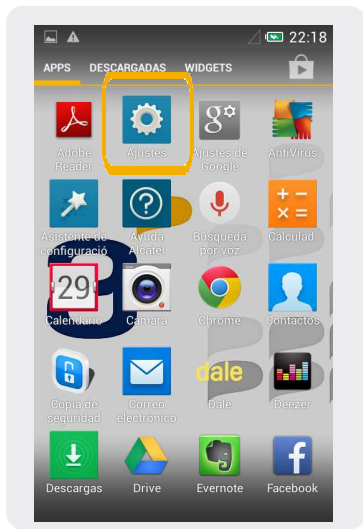 22:18
APPS DESCARGADAS WIDGETS
Adobe Reader
Ajustes
Ajustes de Google
AntiVirus
Asistente de configuració
Ayuda Alcatel
Búsqueda por voz
Calculad
29
Calendario
Cámara
Chrome
Contactos
Copia de seguridad
Correo electrónico
dale
Dale
Deezer
Descargas
Drive
Evernote
Facebook